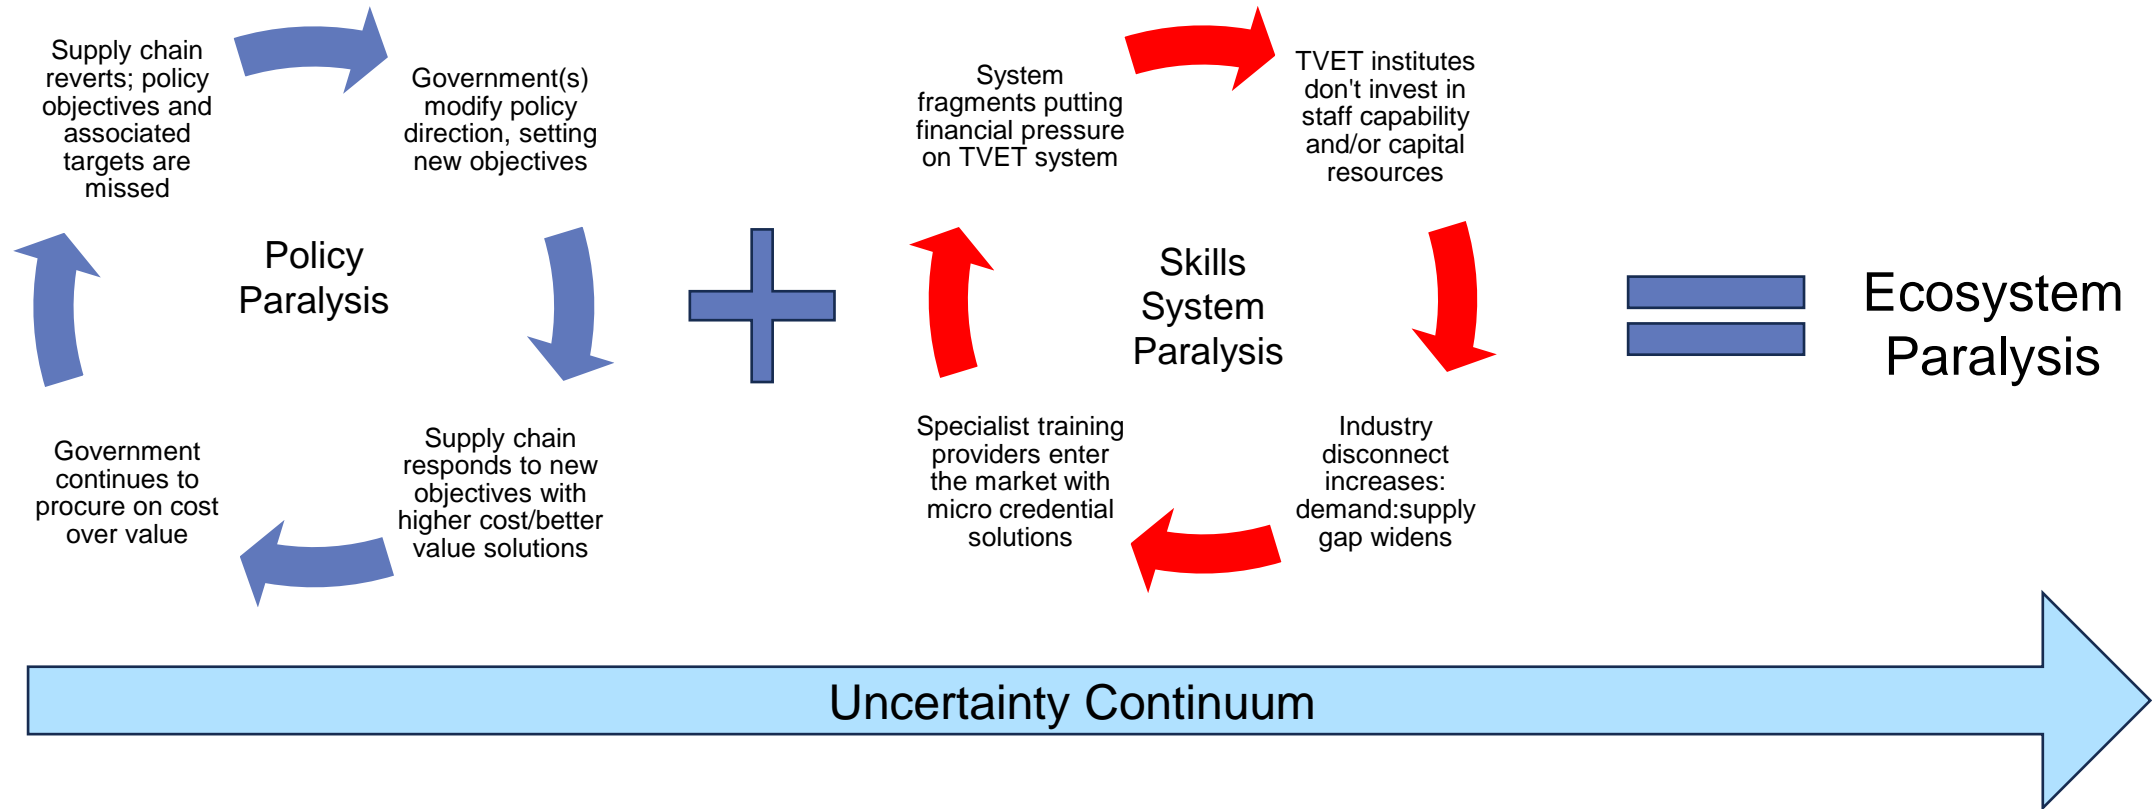 Supply chain
reverts; policy
objectives and
associated
targets are
missed
Government(s)
modify policy
direction, setting
new objectives
Policy
Paralysis
Government
continues to
procure on cost
over value
Supply chain
responds to new
objectives with
higher cost/better
value solutions
System
fragments putting
financial pressure
on TVET system
TVET institutes
don't invest in
staff capability
and/or capital
resources
Skills
System
Paralysis
Specialist training
providers enter
the market with
micro credential
solutions
Industry
disconnect
increases:
demand:supply
gap widens
Ecosystem
Paralysis
Uncertainty Continuum